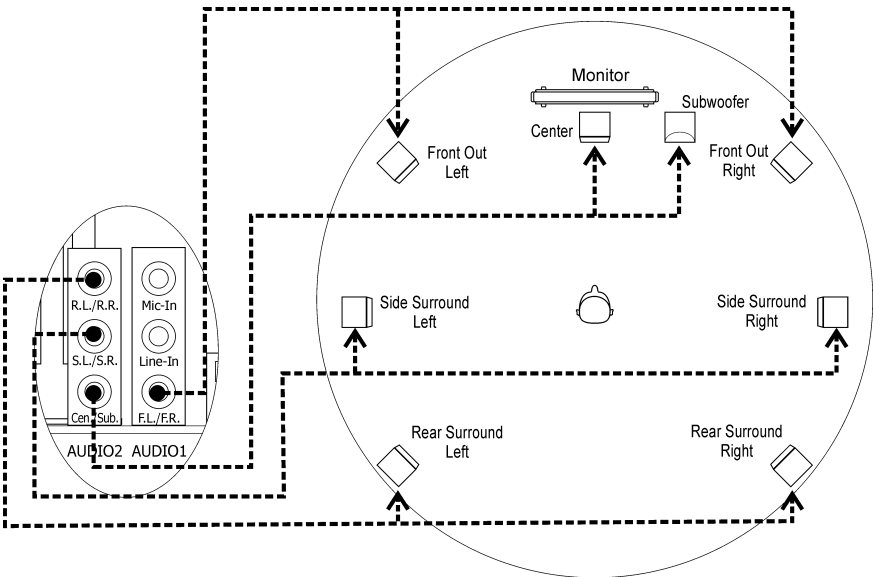 Monitor
Subwoofer
Center
Front Out
Left
Front Out
Right
R.L./R.R.
Mic-In
Side Surround
Left
Side Surround
Right
S.L./S.R.
Line-In
Cen./Sub.
F.L./F.R.
AUDIO2
AUDIO1
Rear Surround
Left
Rear Surround
Right